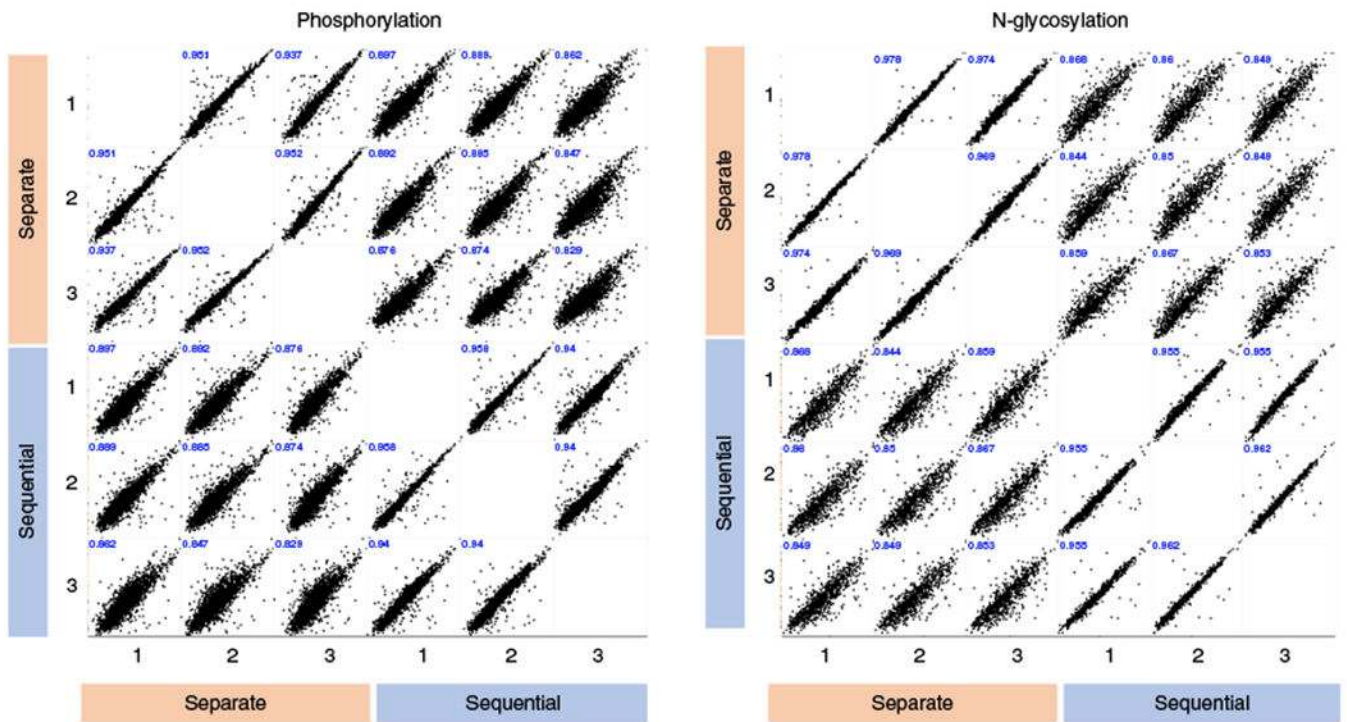 Phosphorylation N-glycosylation
Separate
Sequential
1
2
3
1
2
3
0.951 0.937 0.897 0.889 0.862
0.951 0.952 0.892 0.885 0.847
0.937 0.952 0.876 0.874 0.829
0.897 0.892 0.876 0.958 0.94
0.889 0.885 0.874 0.958 0.94
0.862 0.847 0.829 0.94 0.94
1 2 3 1 2 3
Separate Sequential
Separate
Sequential
1
2
3
1
2
3
0.978 0.974 0.868 0.86 0.849
0.978 0.969 0.844 0.85 0.849
0.974 0.969 0.859 0.867 0.853
0.868 0.844 0.859 0.955 0.955
0.86 0.85 0.867 0.955 0.962
0.849 0.849 0.853 0.955 0.962
1 2 3 1 2 3
Separate Sequential